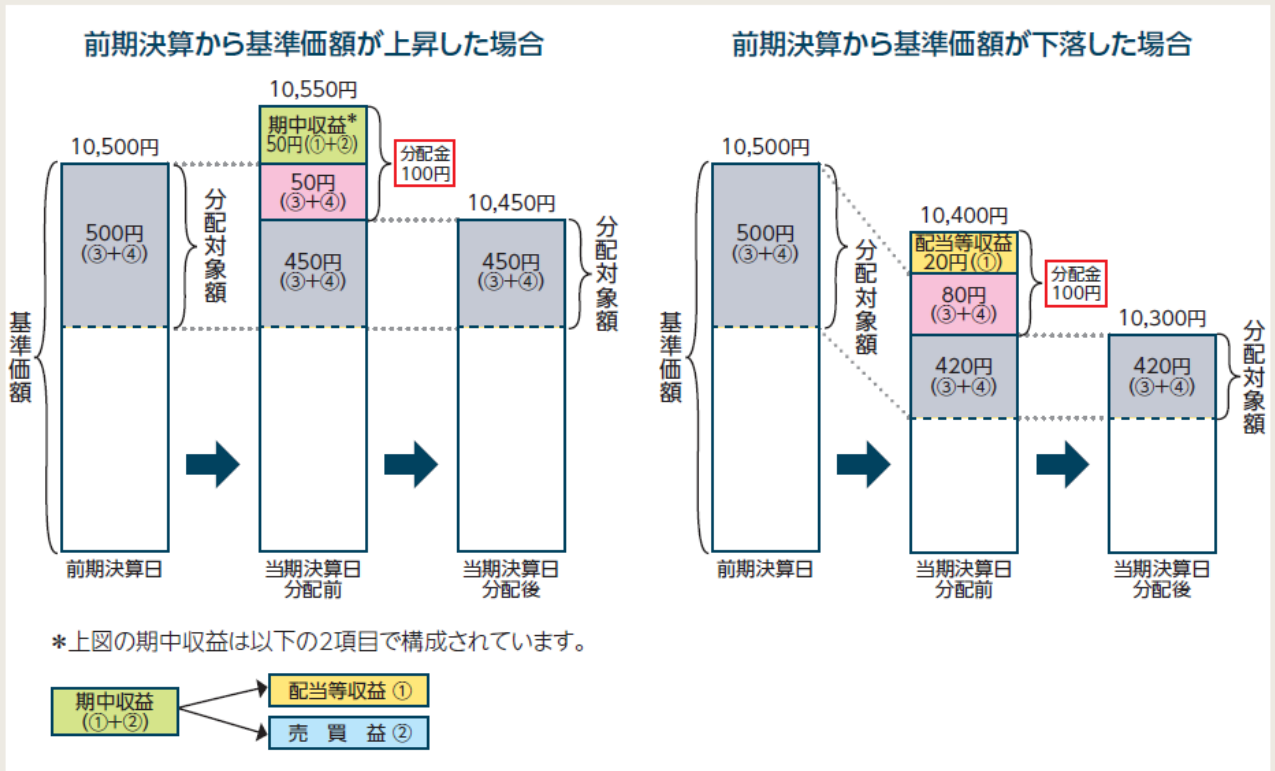 前期決算から基準価額が上昇した場合
10,500円
500円
(③+④)
分配対象額
基準価額
前期決算日
10,550円
期中収益*
50円(①+②)
50円
(③+④)
450円
(③+④)
分配金
100円
当期決算日
分配前
10,450円
450円
(③+④)
分配対象額
当期決算日
分配後
前期決算から基準価額が下落した場合
10,500円
500円
(③+④)
分配対象額
基準価額
前期決算日
10,400円
配当等収益
20円(①)
80円
(③+④)
420円
(③+④)
分配金
100円
当期決算日
分配前
10,300円
420円
(③+④)
分配対象額
当期決算日
分配後
*上図の期中収益は以下の2項目で構成されています。
期中収益
(①+②)
配当等収益 ①
売 買 益 ②